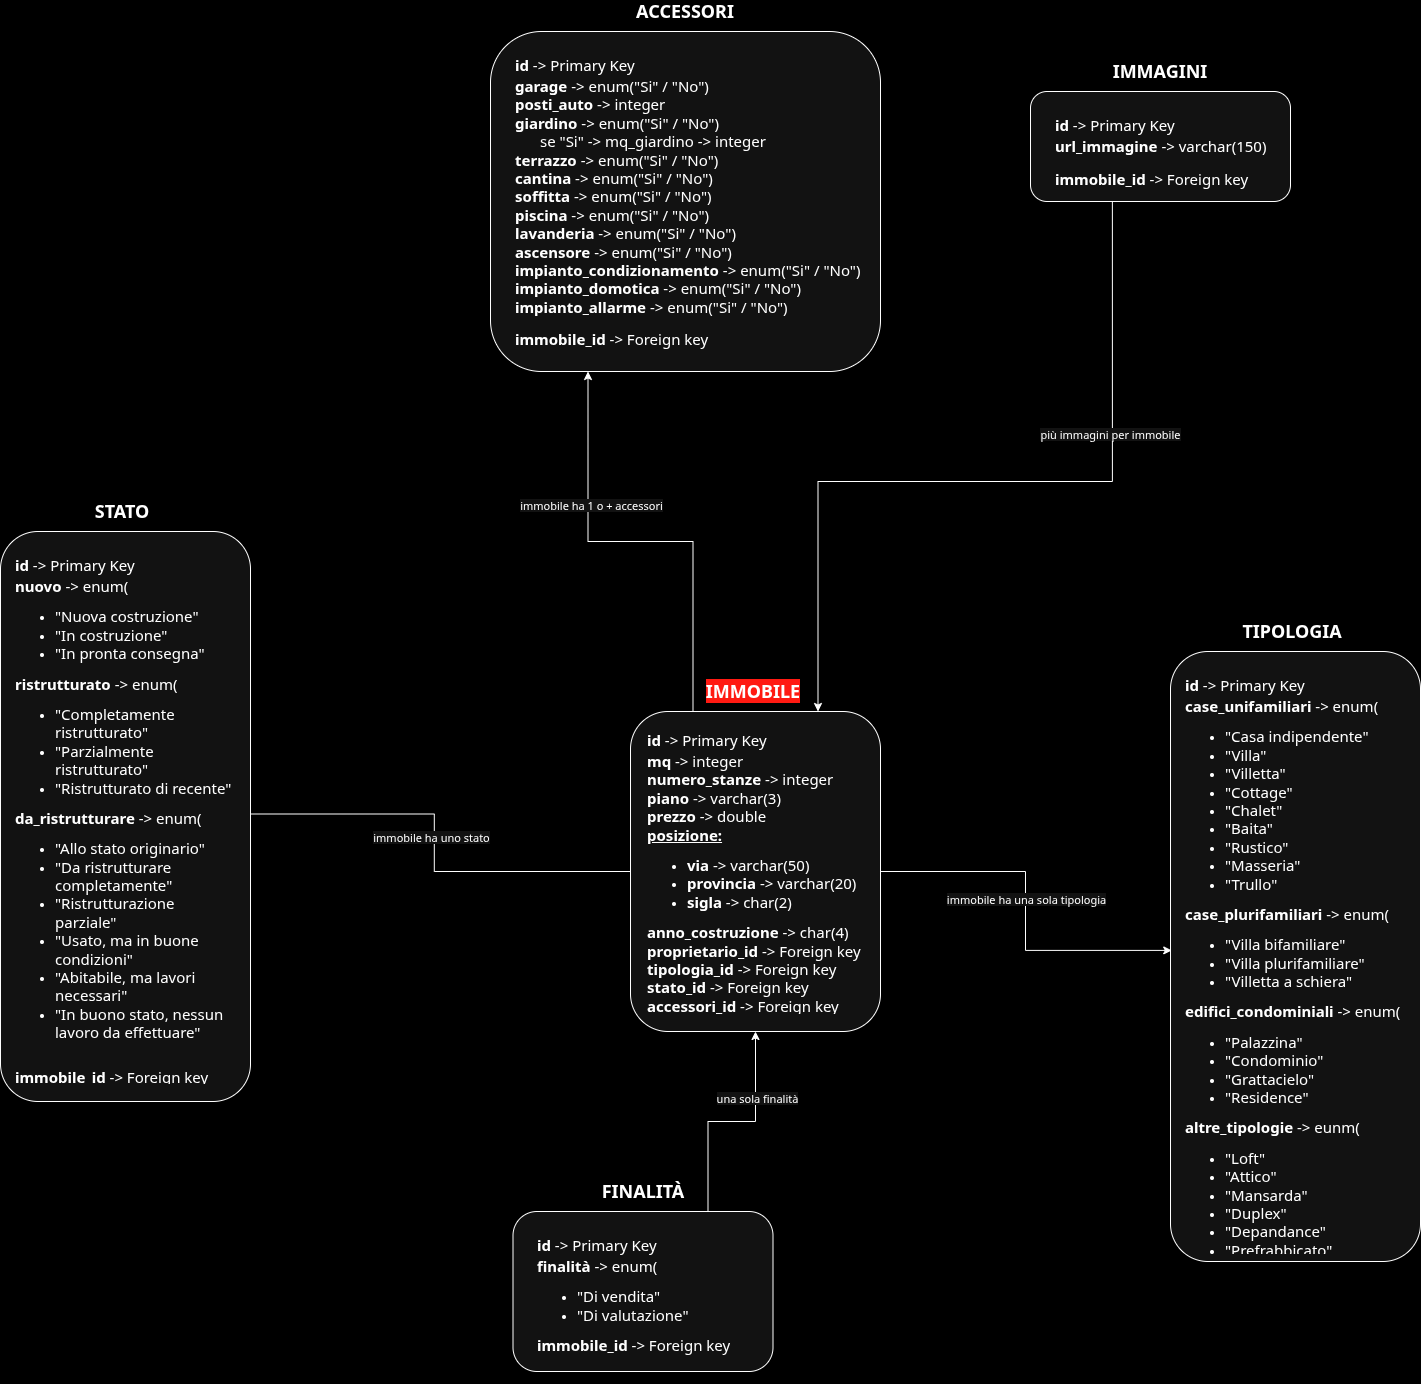 ACCESSORI
id -> Primary Key
garage -> enum("Si" / "No")
posti_auto -> integer
giardino -> enum("Si" / "No")
se "Si" -> mq_giardino -> integer
terrazzo -> enum("Si" / "No")
cantina -> enum("Si" / "No")
soffitta -> enum("Si" / "No")
piscina -> enum("Si" / "No")
lavanderia -> enum("Si" / "No")
ascensore -> enum("Si" / "No")
impianto_condizionamento -> enum("Si" / "No")
impianto_domotica -> enum("Si" / "No")
impianto_allarme -> enum("Si" / "No")
immobile_id -> Foreign key
IMMAGINI
id -> Primary Key
url_immagine -> varchar(150)
immobile_id -> Foreign key
più immagini per immobile
immobile ha 1 o + accessori
STATO
id -> Primary Key
nuovo -> enum(
• "Nuova costruzione"
• "In costruzione"
• "In pronta consegna"
ristrutturato -> enum(
• "Completamente
ristrutturato"
• "Parzialmente
ristrutturato"
• "Ristrutturato di recente"
da_ristrutturare -> enum(
• "Allo stato originario"
• "Da ristrutturare
completamente"
• "Ristrutturazione
parziale"
• "Usato, ma in buone
condizioni"
• "Abitabile, ma lavori
necessari"
• "In buono stato, nessun
lavoro da effettuare"
immobile_id -> Foreign key
immobile ha uno stato
IMMOBILE
id -> Primary Key
mq -> integer
numero_stanze -> integer
piano -> varchar(3)
prezzo -> double
posizione:
• via -> varchar(50)
• provincia -> varchar(20)
• sigla -> char(2)
anno_costruzione -> char(4)
proprietario_id -> Foreign key
tipologia_id -> Foreign key
stato_id -> Foreign key
accessori_id -> Foreign key
immobile ha una sola tipologia
TIPOLOGIA
id -> Primary Key
case_unifamiliari -> enum(
• "Casa indipendente"
• "Villa"
• "Villetta"
• "Cottage"
• "Chalet"
• "Baita"
• "Rustico"
• "Masseria"
• "Trullo"
case_plurifamiliari -> enum(
• "Villa bifamiliare"
• "Villa plurifamiliare"
• "Villetta a schiera"
edifici_condominiali -> enum(
• "Palazzina"
• "Condominio"
• "Grattacielo"
• "Residence"
altre_tipologie -> eunm(
• "Loft"
• "Attico"
• "Mansarda"
• "Duplex"
• "Depandance"
• "Prefrabbicato"
una sola finalità
FINALITÀ
id -> Primary Key
finalità -> enum(
• "Di vendita"
• "Di valutazione"
immobile_id -> Foreign key